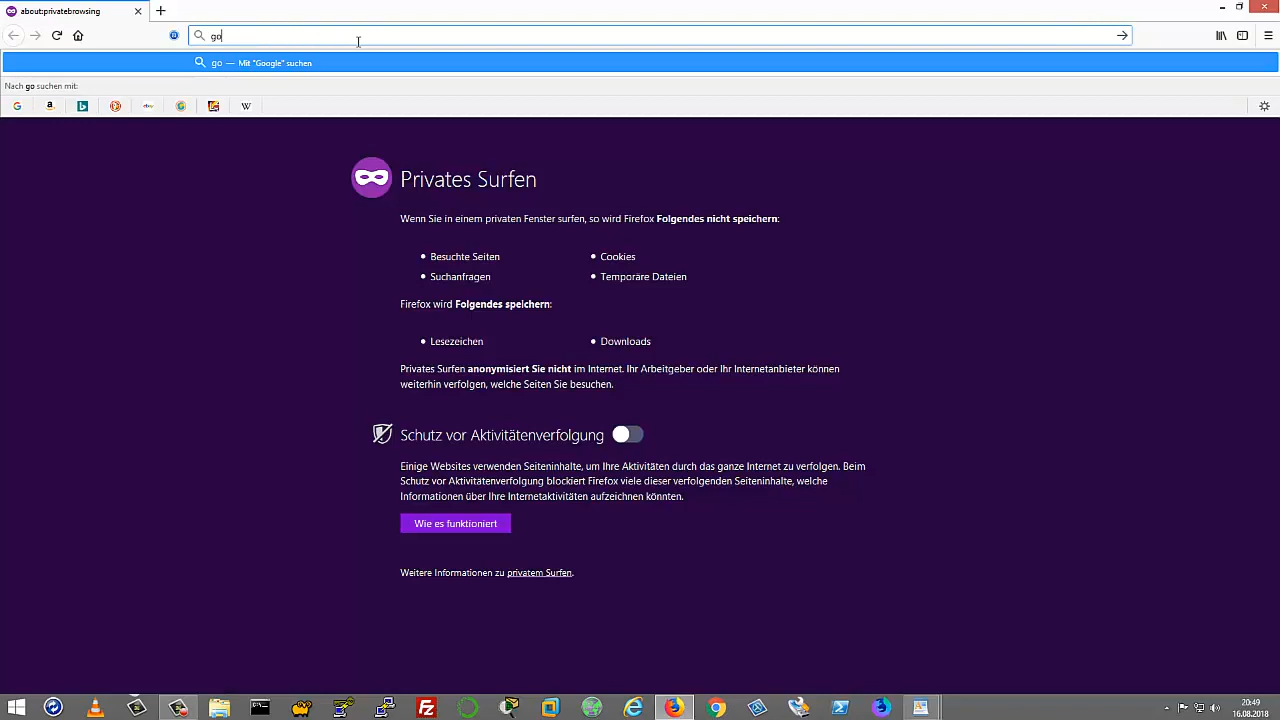 about:privatebrowsing
go
go — Mit "Google" suchen
Nach go suchen mit:
Privates Surfen
Wenn Sie in einem privaten Fenster surfen, so wird Firefox Folgendes nicht speichern:
Besuchte Seiten
Cookies
Suchanfragen
Temporäre Dateien
Firefox wird Folgendes speichern:
Lesezeichen
Downloads
Privates Surfen anonymisiert Sie nicht im Internet. Ihr Arbeitgeber oder Ihr Internetanbieter können
weiterhin verfolgen, welche Seiten Sie besuchen.
Schutz vor Aktivitätenverfolgung
Einige Websites verwenden Seiteninhalte, um Ihre Aktivitäten durch das ganze Internet zu verfolgen. Beim
Schutz vor Aktivitätenverfolgung blockiert Firefox viele dieser verfolgenden Seiteninhalte, welche
Informationen über Ihre Internetaktivitäten aufzeichnen könnten.
Wie es funktioniert
Weitere Informationen zu privatem Surfen.
20:49
16.08.2018